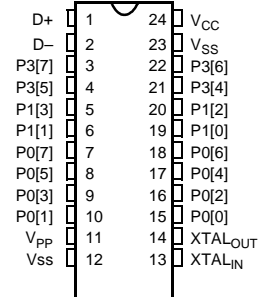 D+ 1 24 VCC
D– 2 23 VSS
P3[7] 3 22 P3[6]
P3[5] 4 21 P3[4]
P1[3] 5 20 P1[2]
P1[1] 6 19 P1[0]
P0[7] 7 18 P0[6]
P0[5] 8 17 P0[4]
P0[3] 9 16 P0[2]
P0[1] 10 15 P0[0]
VPP 11 14 XTALOUT
Vss 12 13 XTALIN